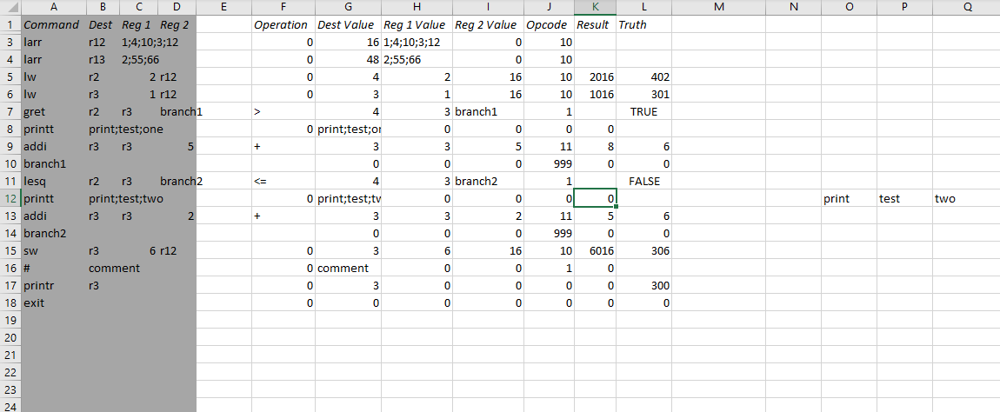 A B C D E F G H I J K L M N O P Q
1 Command Dest Reg 1 Reg 2 Operation Dest Value Reg 1 Value Reg 2 Value Opcode Result Truth
3 larr r12 1;4;10;3;12 0 16 1;4;10;3;12 0 10
4 larr r13 2;55;66 0 48 2;55;66 0 10
5 lw r2 2 r12 0 4 2 16 10 2016 402
6 lw r3 1 r12 0 3 1 16 10 1016 301
7 gret r2 r3 branch1 > 4 3 branch1 1 TRUE
8 printt print;test;one 0 print;test;or 0 0 0 0
9 addi r3 r3 5 + 3 3 5 11 8 6
10 branch1 0 0 0 999 0 0
11 lesq r2 r3 branch2 <= 4 3 branch2 1 FALSE
12 printt print;test;two 0 print;test;tv 0 0 0 0 print test two
13 addi r3 r3 2 + 3 3 2 11 5 6
14 branch2 0 0 0 999 0 0
15 sw r3 6 r12 0 3 6 16 10 6016 306
16 # comment 0 comment 0 0 1 0
17 printr r3 0 3 0 0 0 0 300
18 exit 0 0 0 0 0 0 0
19
20
21
22
23
24